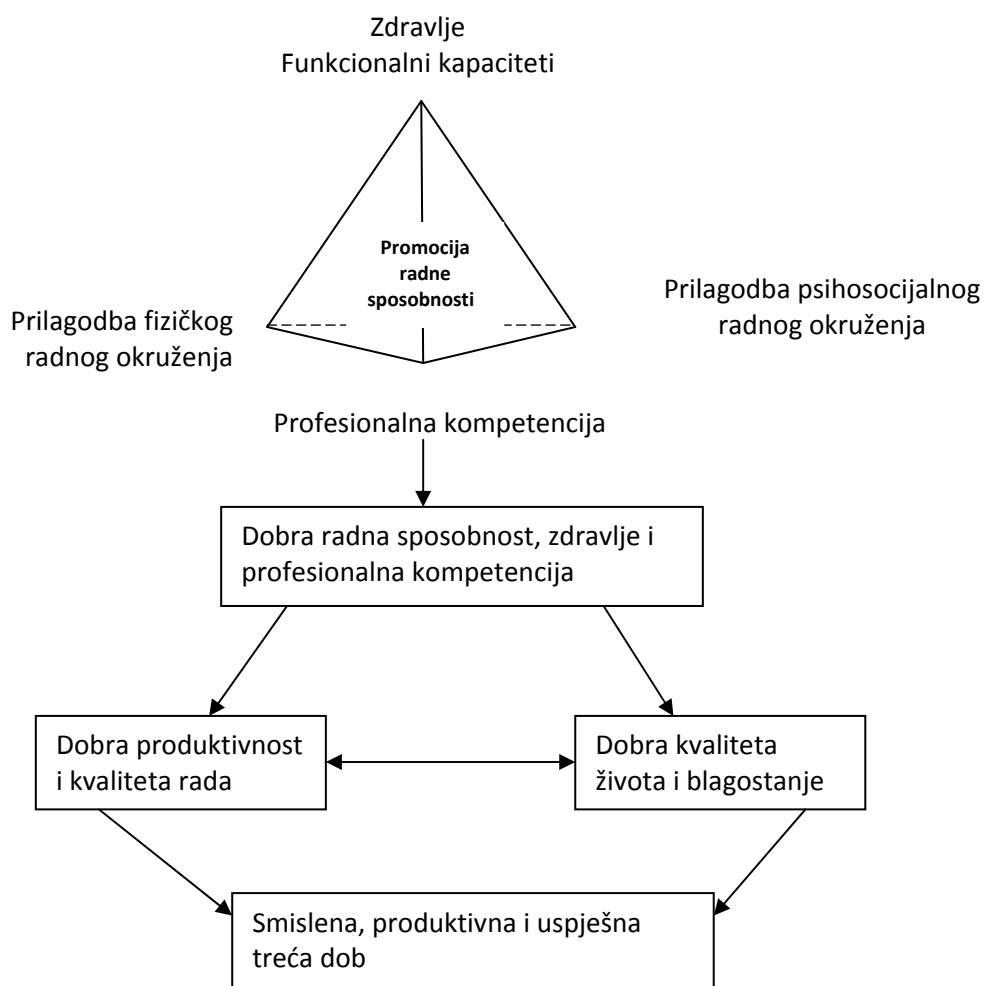 Zdravlje
Funkcionalni kapaciteti
Promocija
radne
sposobnosti
Prilagodba fizičkog
radnog okruženja
Prilagodba psihosocijalnog
radnog okruženja
Profesionalna kompetencija
Dobra radna sposobnost, zdravlje i
profesionalna kompetencija
Dobra produktivnost
i kvaliteta rada
Dobra kvaliteta
života i blagostanje
Smislena, produktivna i uspješna
treća dob